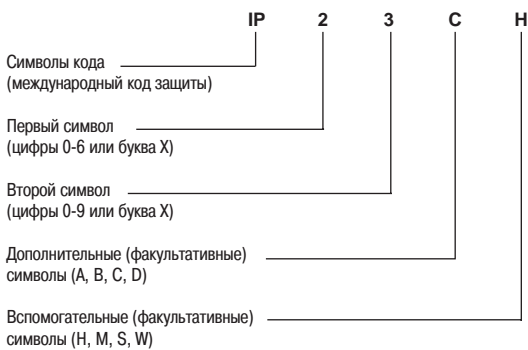 IP 2 3 C H
Символы кода
(международный код защиты)
Первый символ
(цифры 0-6 или буква X)
Второй символ
(цифры 0-9 или буква X)
Дополнительные (факультативные)
символы (A, B, C, D)
Вспомогательные (факультативные)
символы (H, M, S, W)